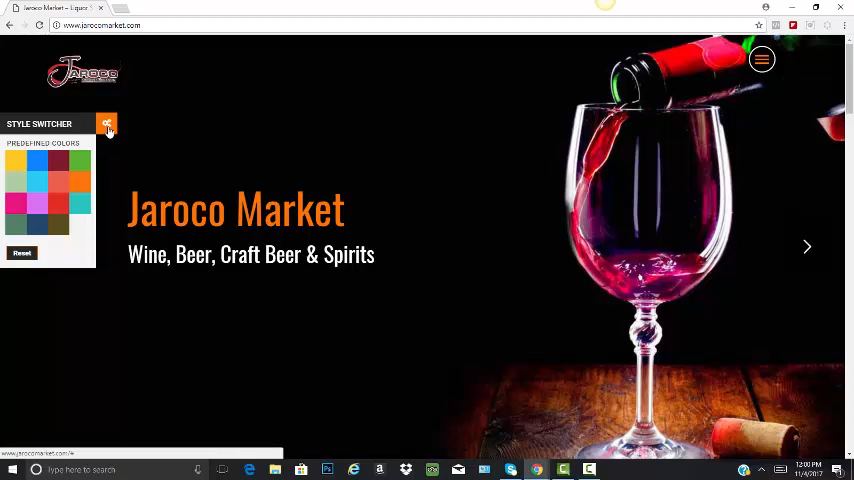 Jaroco Market – Liquor S
www.jarocomarket.com
JAROCO
STYLE SWITCHER
PREDEFINED COLORS
Reset
Jaroco Market
Wine, Beer, Craft Beer & Spirits
www.jarocomarket.com/#
Type here to search
12:00 PM
11/4/2017